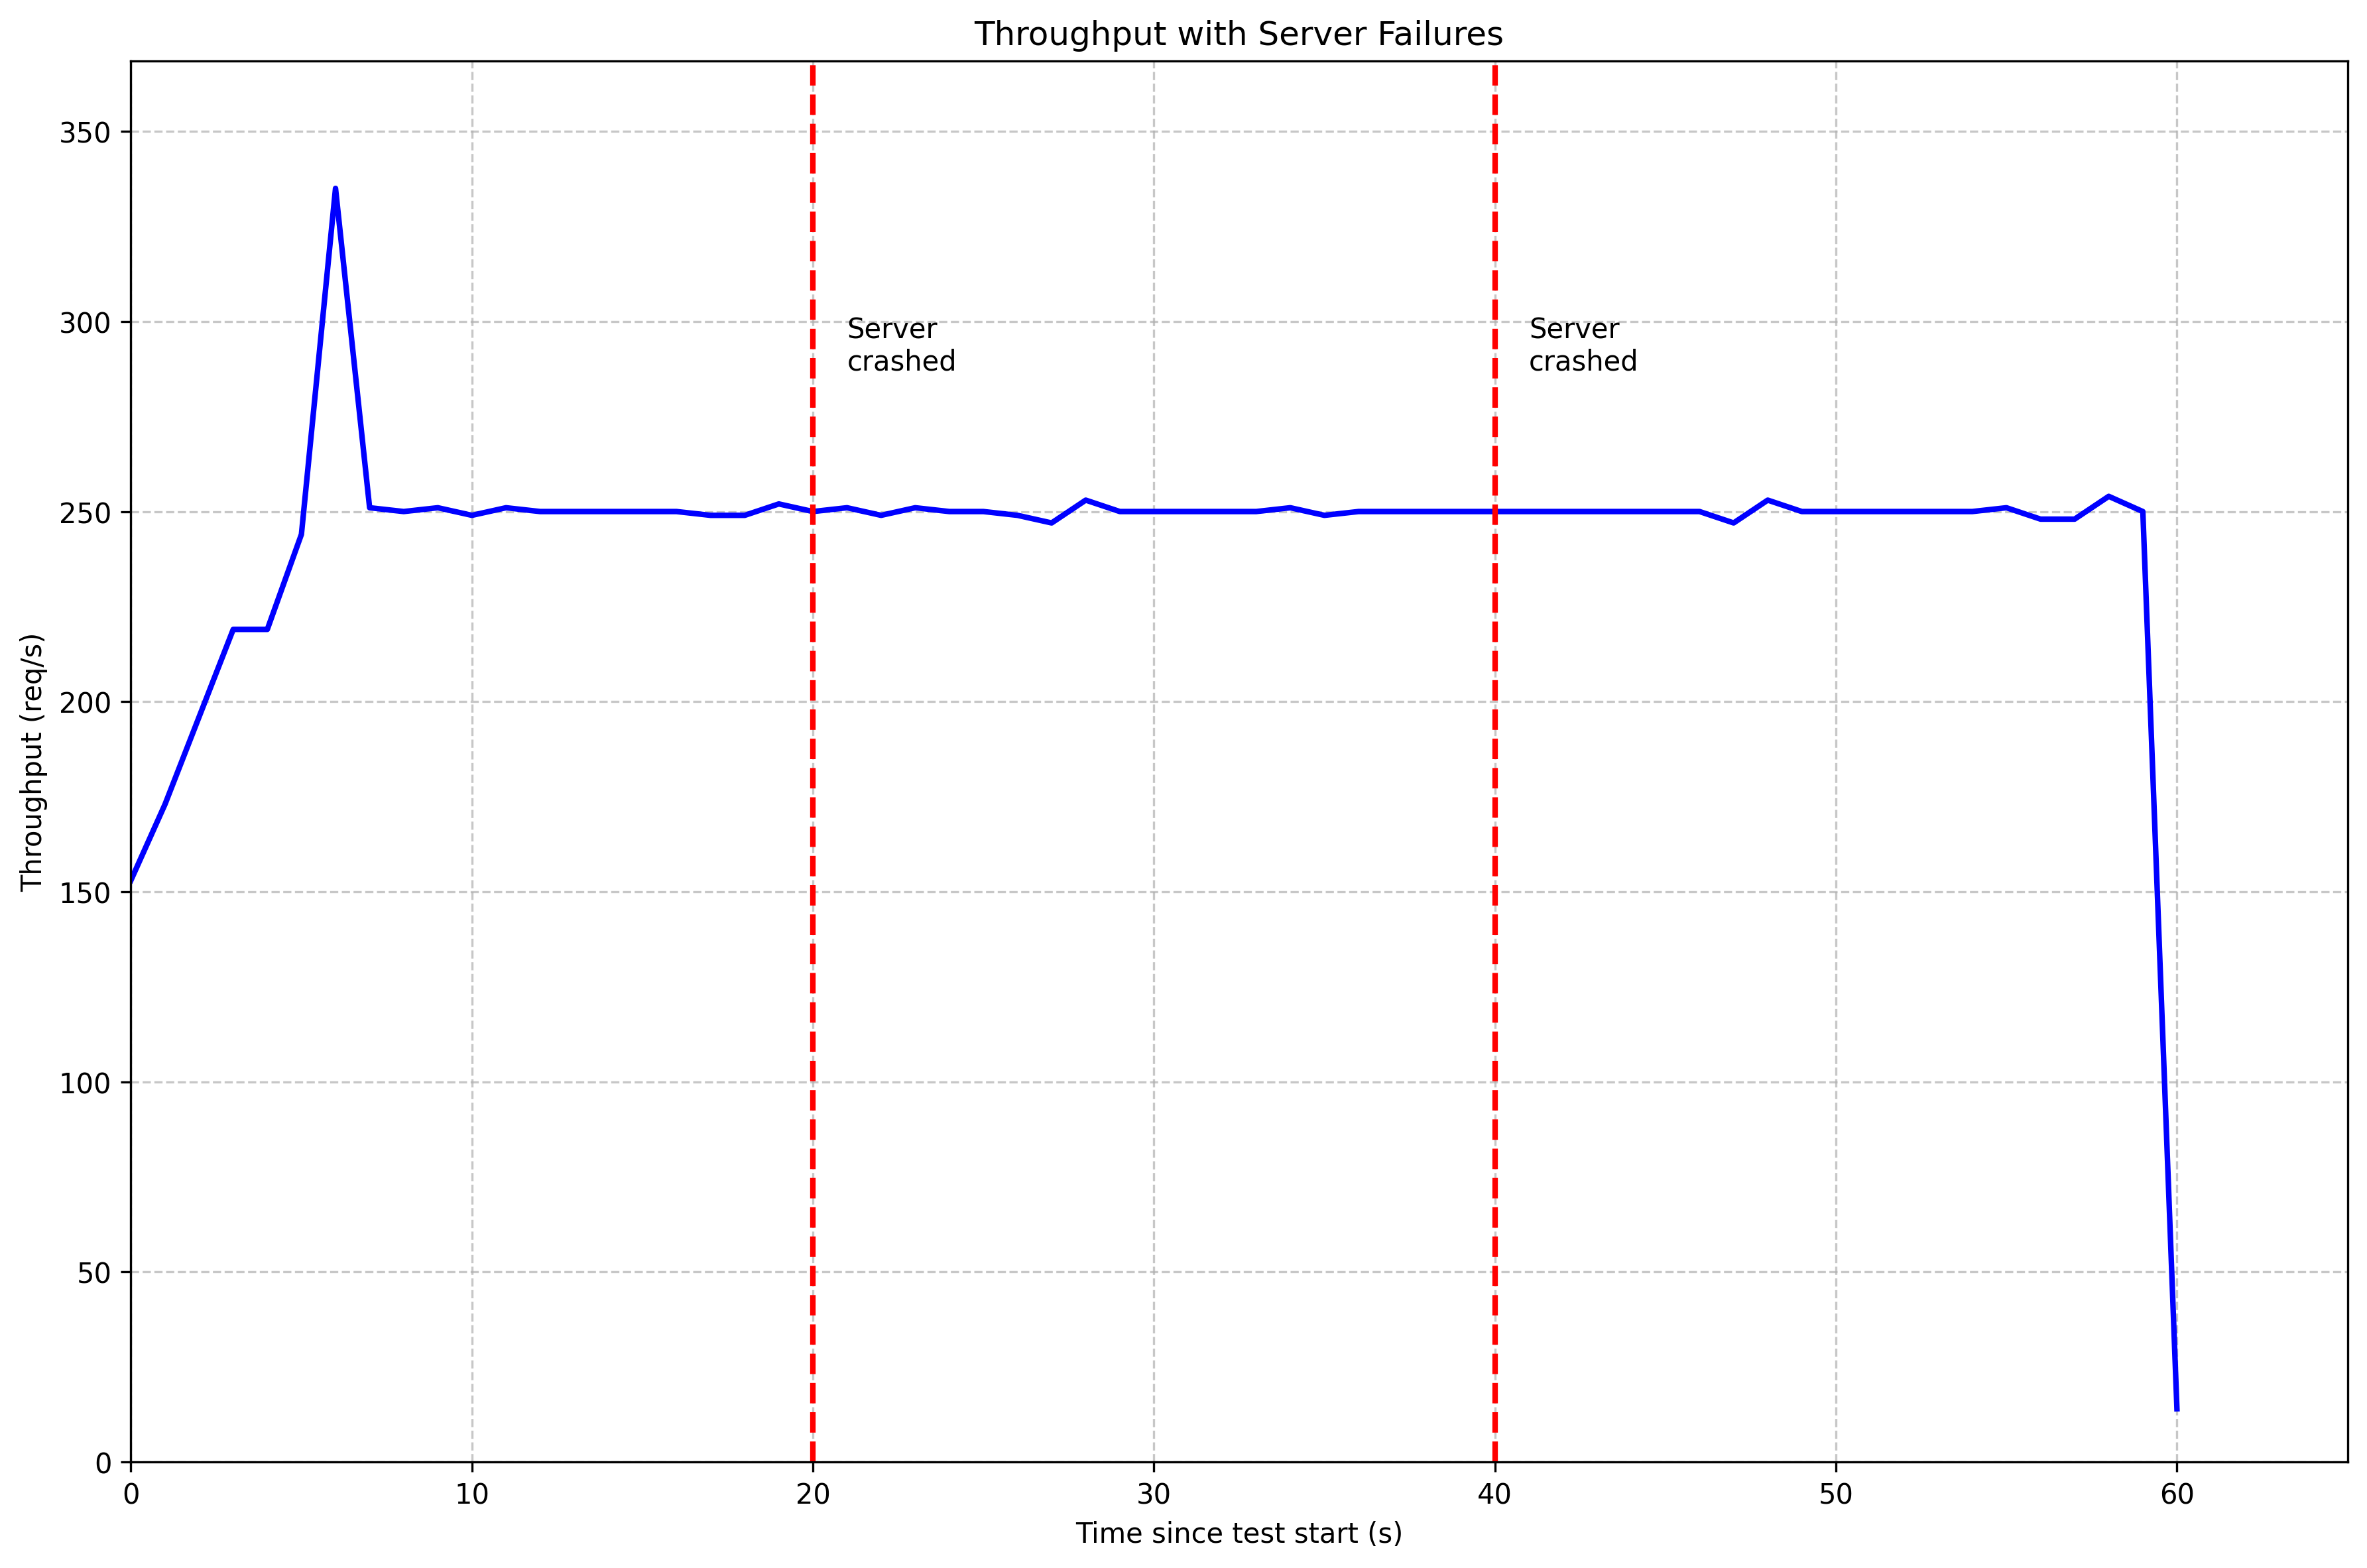 Throughput with Server Failures
350
300
250
200
150
100
50
0
Throughput (req/s)
Server
crashed
Server
crashed
0 10 20 30 40 50 60
Time since test start (s)